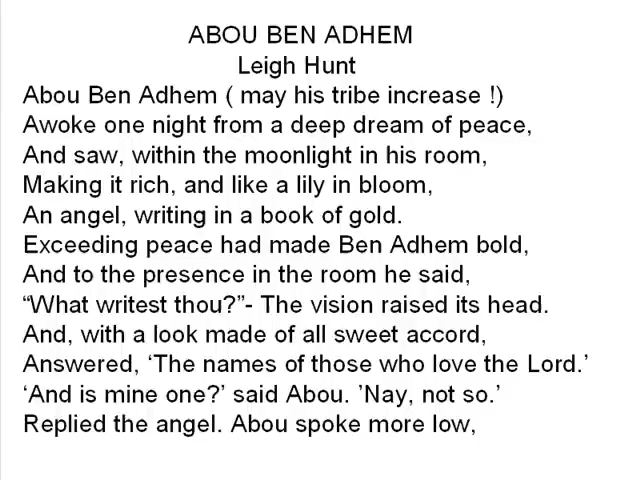 ABOU BEN ADHEM
Leigh Hunt
Abou Ben Adhem ( may his tribe increase !)
Awoke one night from a deep dream of peace,
And saw, within the moonlight in his room,
Making it rich, and like a lily in bloom,
An angel, writing in a book of gold.
Exceeding peace had made Ben Adhem bold,
And to the presence in the room he said,
“What writest thou?”- The vision raised its head.
And, with a look made of all sweet accord,
Answered, ‘The names of those who love the Lord.’
‘And is mine one?’ said Abou. ’Nay, not so.’
Replied the angel. Abou spoke more low,